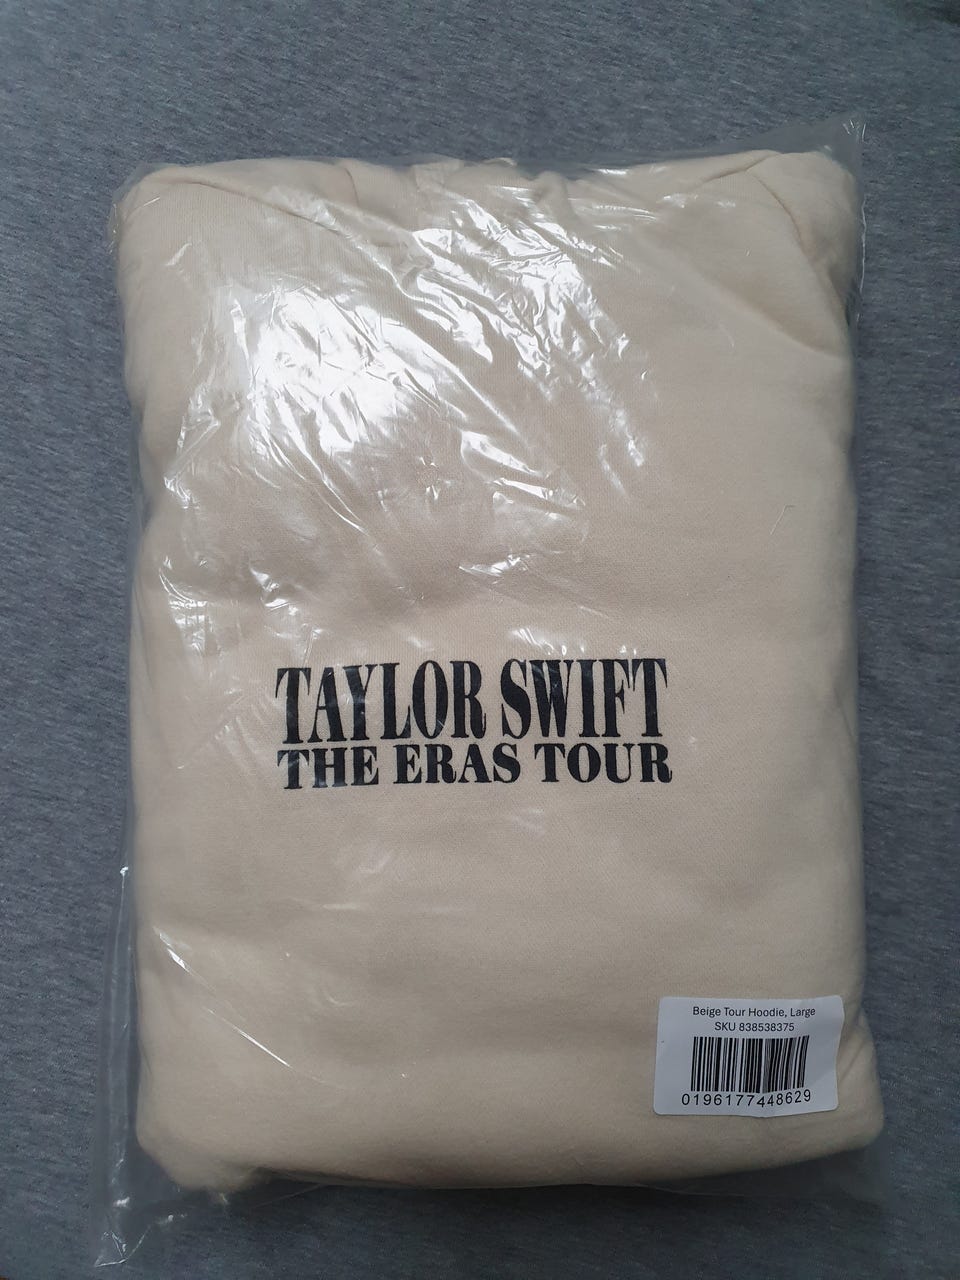 TAYLOR SWIFT
THE ERAS TOUR
Beige Tour Hoodie, Large
SKU 838538375
0196177448629